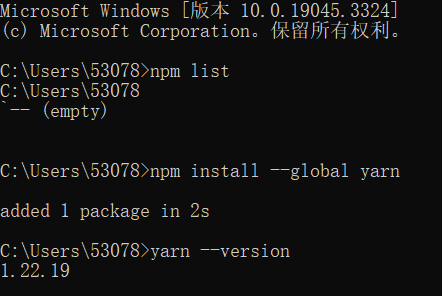 Microsoft Windows [版本 10.0.19045.3324]
(c) Microsoft Corporation。保留所有权利。
C:\Users\53078>npm list
C:\Users\53078
`-- (empty)
C:\Users\53078>npm install --global yarn
added 1 package in 2s
C:\Users\53078>yarn --version
1.22.19